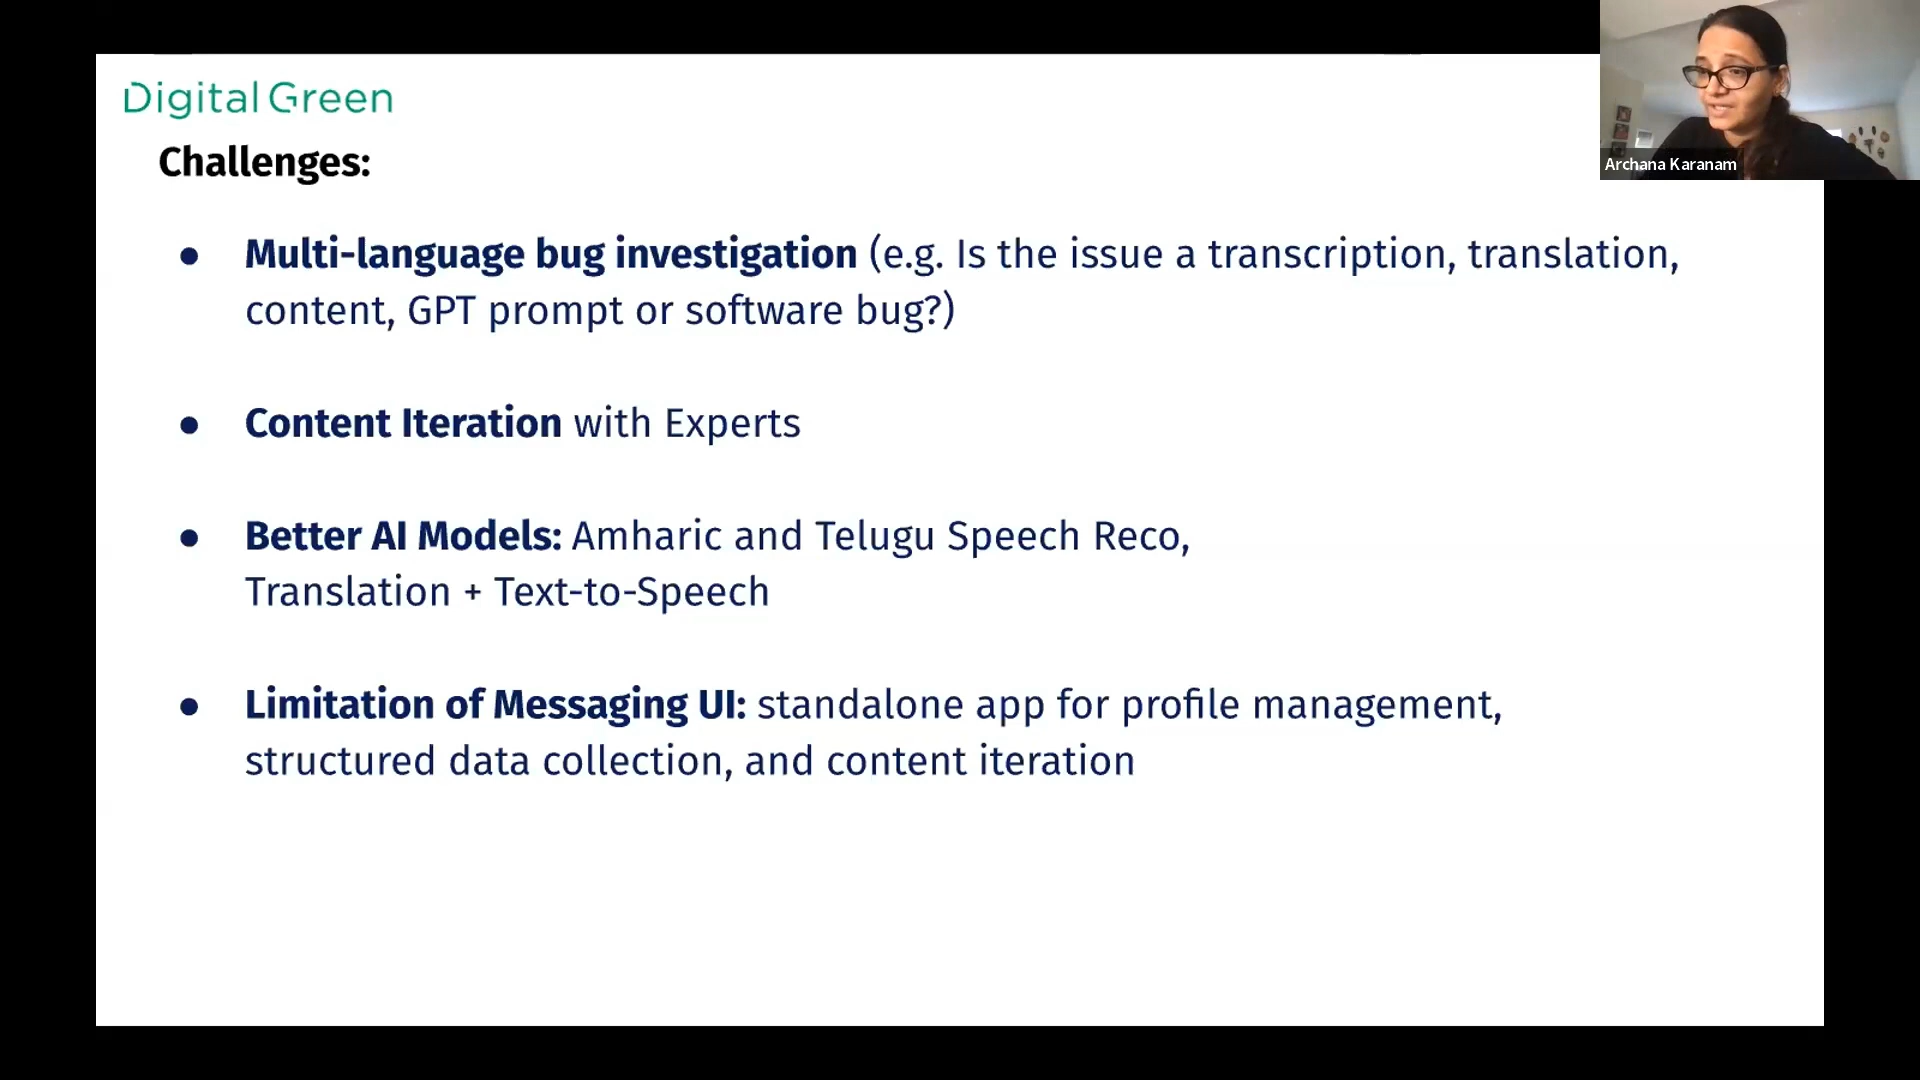 Digital Green
Challenges:
Archana Karanam
● Multi-language bug investigation (e.g. Is the issue a transcription, translation,
content, GPT prompt or software bug?)
● Content Iteration with Experts
● Better AI Models: Amharic and Telugu Speech Reco,
Translation + Text-to-Speech
● Limitation of Messaging UI: standalone app for profile management,
structured data collection, and content iteration